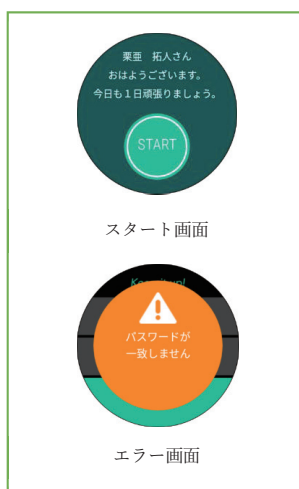 栗亜 拓人さん
おはようございます。
今日も１日頑張りましょう。
START
スタート画面
パスワードが
一致しません
エラー画面